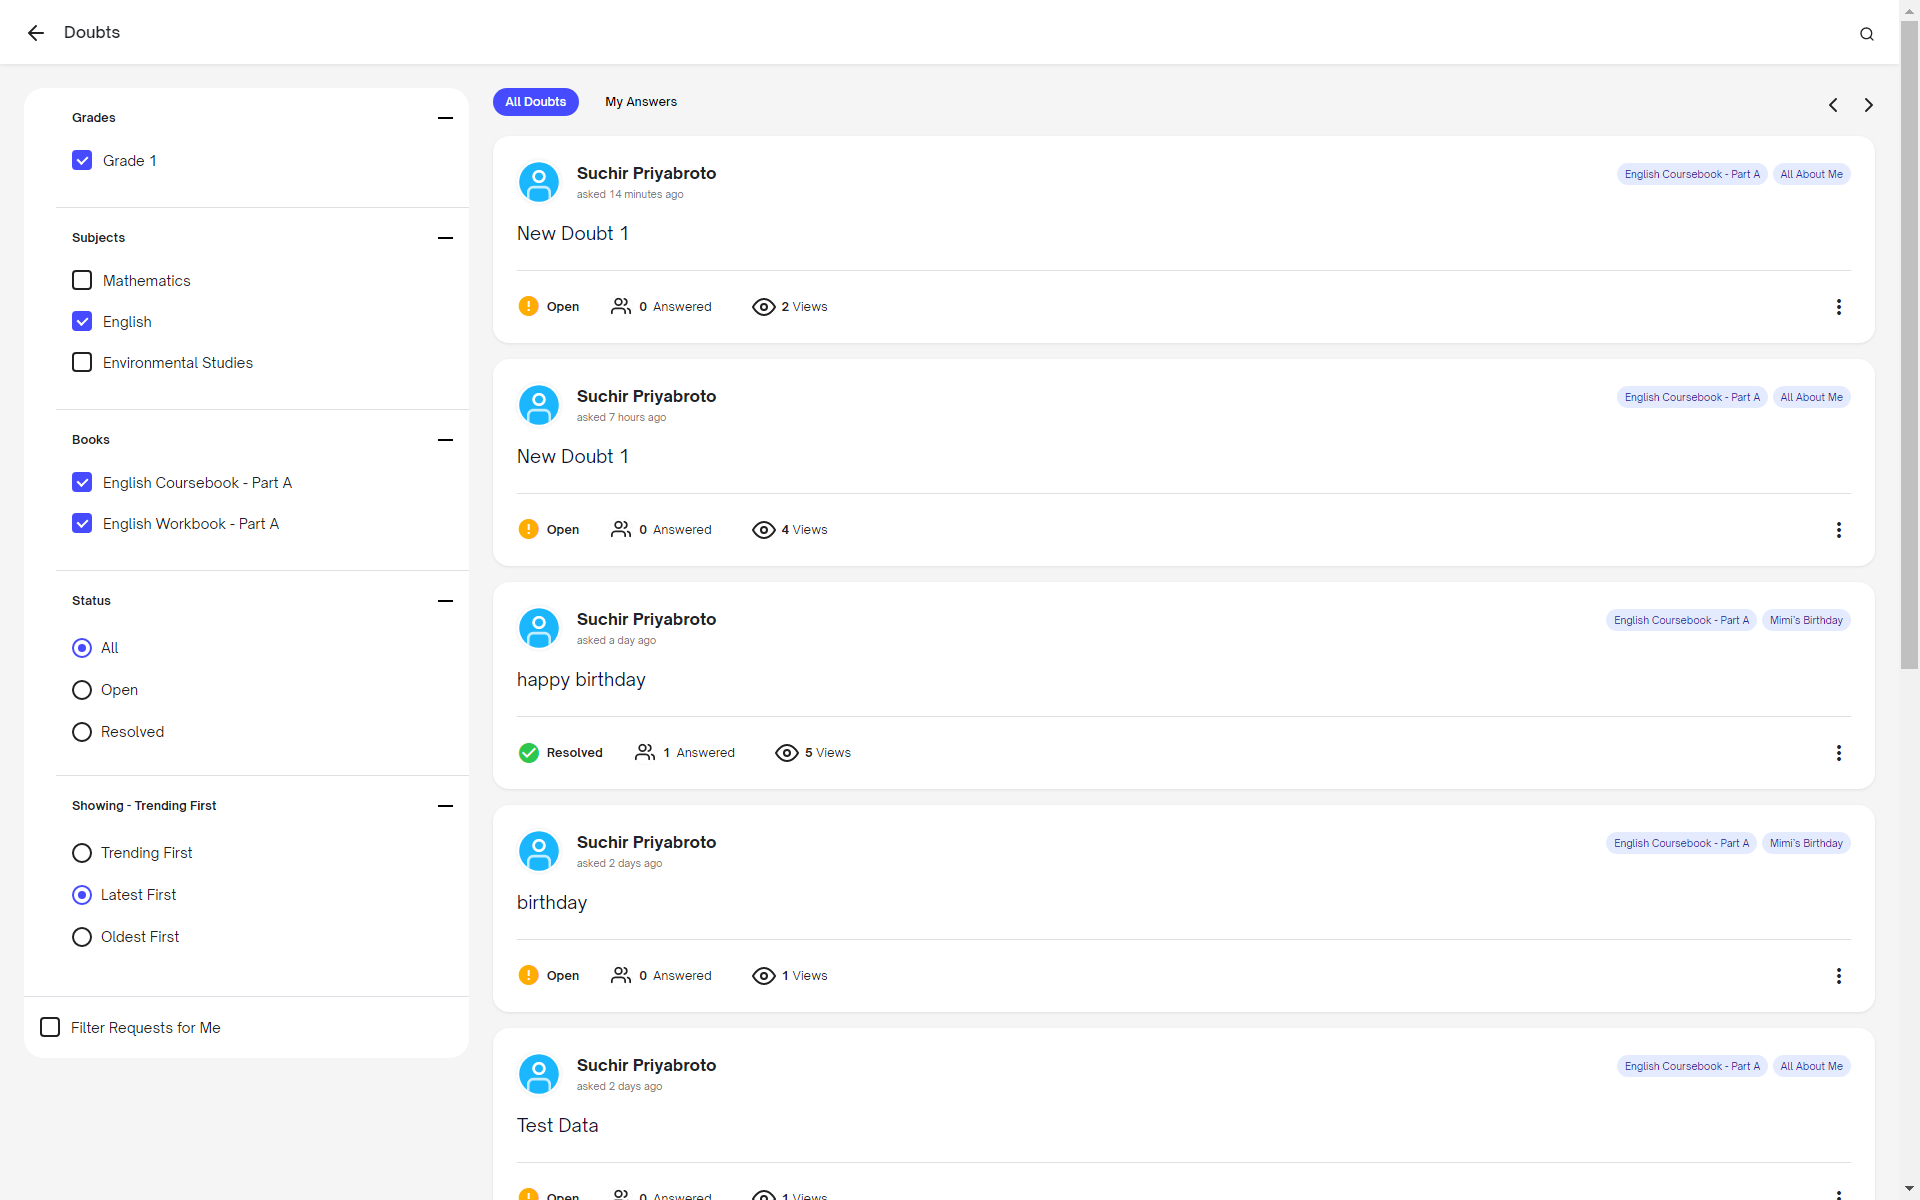 Doubts
Grades
Grade 1
Subjects
Mathematics
English
Environmental Studies
Books
English Coursebook - Part A
English Workbook - Part A
Status
All
Open
Resolved
Showing - Trending First
Trending First
Latest First
Oldest First
Filter Requests for Me
All Doubts My Answers
Suchir Priyabroto English Coursebook - Part A All About Me
asked 14 minutes ago
New Doubt 1
Open 0 Answered 2 Views
Suchir Priyabroto English Coursebook - Part A All About Me
asked 7 hours ago
New Doubt 1
Open 0 Answered 4 Views
Suchir Priyabroto English Coursebook - Part A Mimi's Birthday
asked a day ago
happy birthday
Resolved 1 Answered 5 Views
Suchir Priyabroto English Coursebook - Part A Mimi's Birthday
asked 2 days ago
birthday
Open 0 Answered 1 Views
Suchir Priyabroto English Coursebook - Part A All About Me
asked 2 days ago
Test Data
Open 0 Answered 1 Views